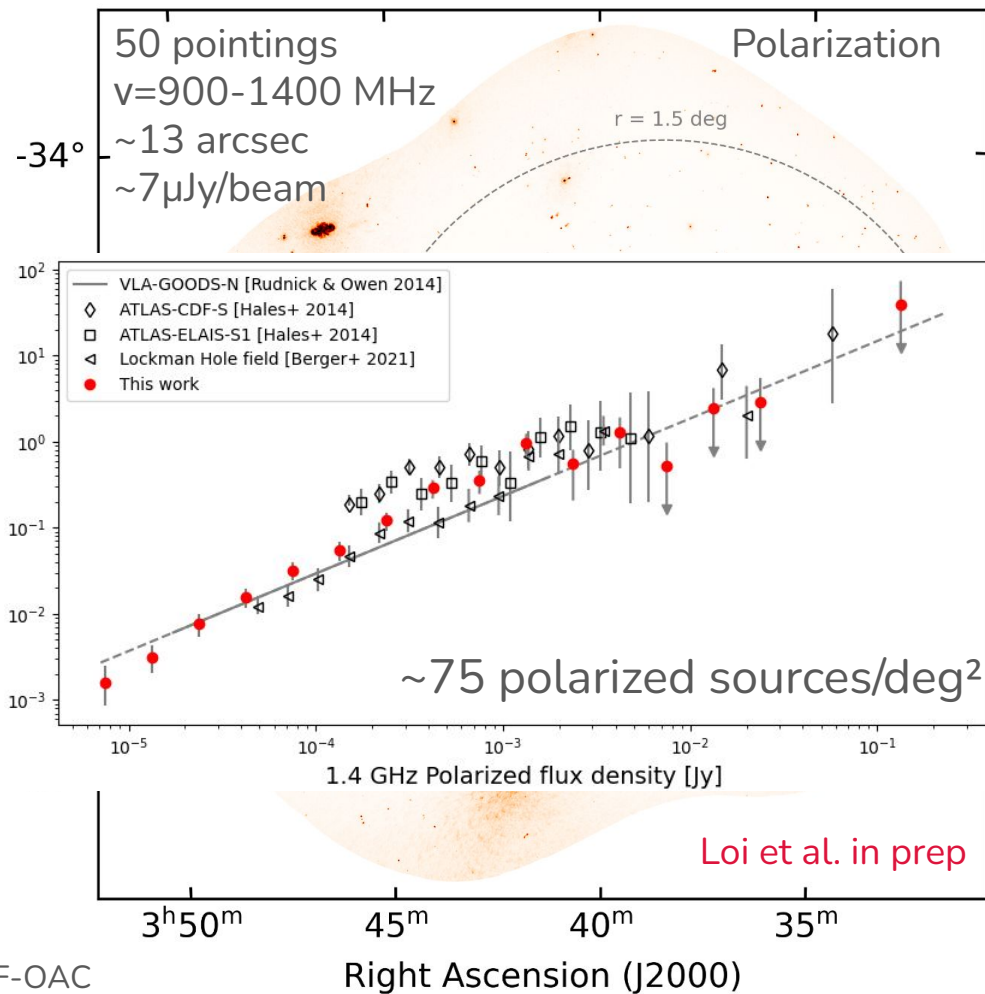 50 pointings
Polarization
ν=900-1400 MHz
~13 arcsec
~7μJy/beam
r = 1.5 deg
-34°
10²
10¹
10⁰
10⁻¹
10⁻²
10⁻³
VLA-GOODS-N [Rudnick & Owen 2014]
ATLAS-CDF-S [Hales+ 2014]
ATLAS-ELAIS-S1 [Hales+ 2014]
Lockman Hole field [Berger+ 2021]
This work
~75 polarized sources/deg²
10⁻⁵ 10⁻⁴ 10⁻³ 10⁻² 10⁻¹
1.4 GHz Polarized flux density [Jy]
Loi et al. in prep
3ʰ50ᵐ 45ᵐ 40ᵐ 35ᵐ
F-OAC
Right Ascension (J2000)